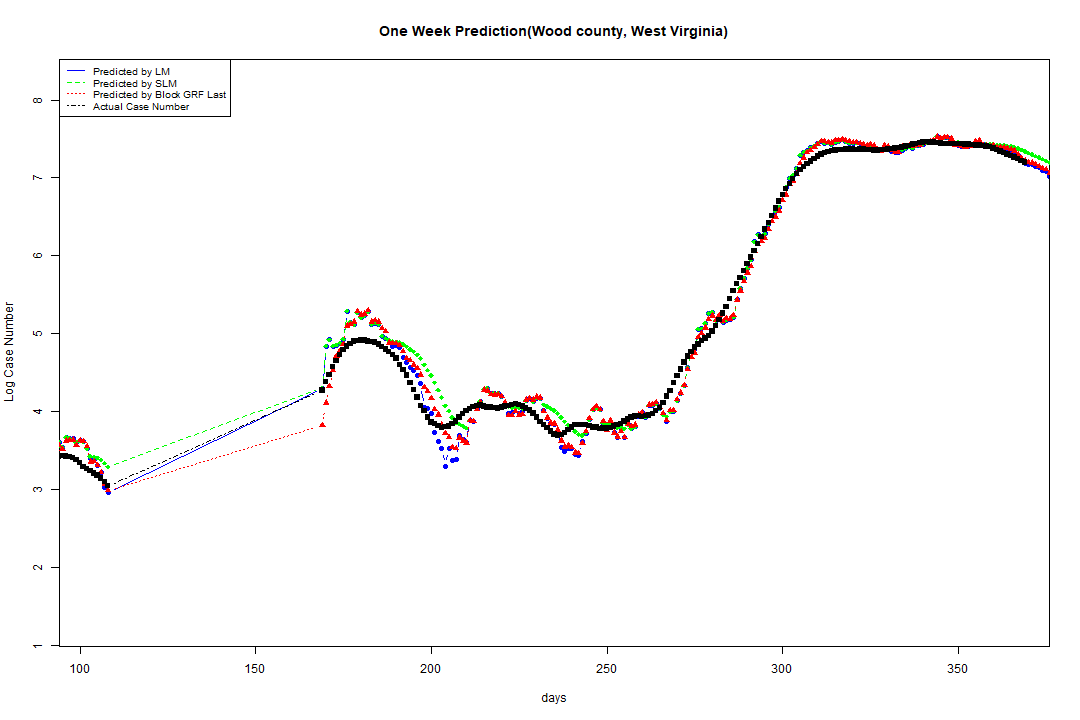 One Week Prediction(Wood county, West Virginia)
Predicted by LM
Predicted by SLM
Predicted by Block GRF Last
Actual Case Number
Log Case Number
8
7
6
5
4
3
2
1
100 150 200 250 300 350
days